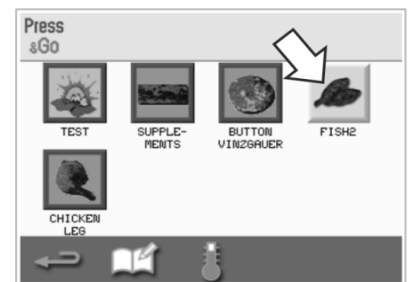 Press
&Go
TEST
SUPPLE-
MENTS
BUTTON
VINZGAUER
FISH2
CHICKEN
LEG